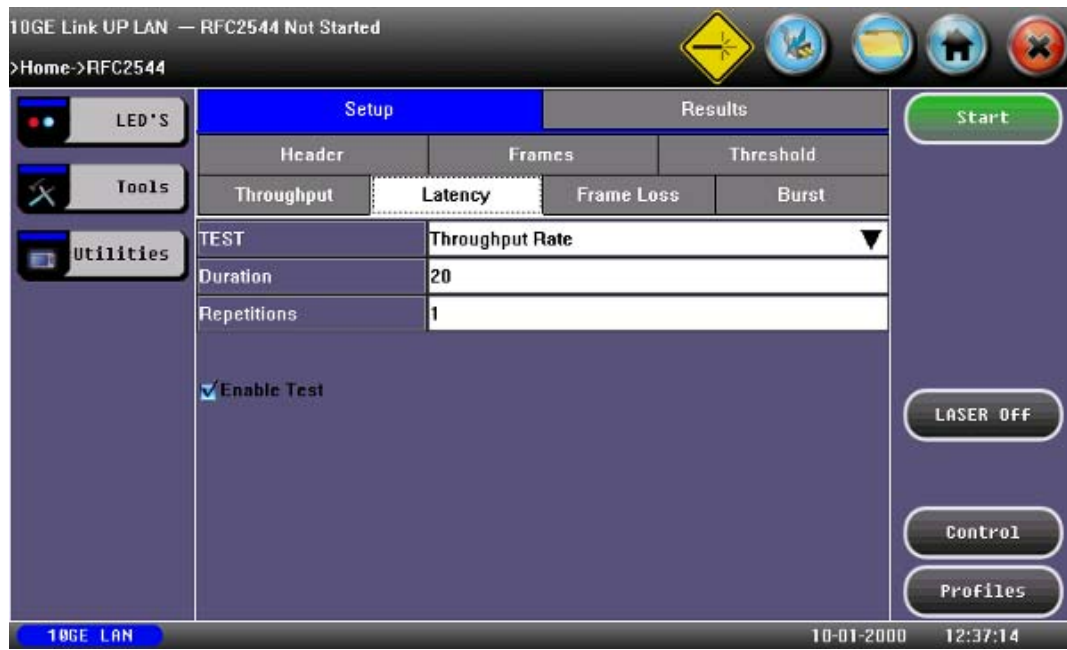 10GE Link UP LAN — RFC2544 Not Started
>Home->RFC2544
LED'S
Tools
Utilities
Setup
Results
Header
Frames
Threshold
Throughput
Latency
Frame Loss
Burst
TEST
Throughput Rate
Duration
20
Repetitions
1
Enable Test
Start
LASER OFF
Control
Profiles
10GE LAN
10-01-2000
12:37:14